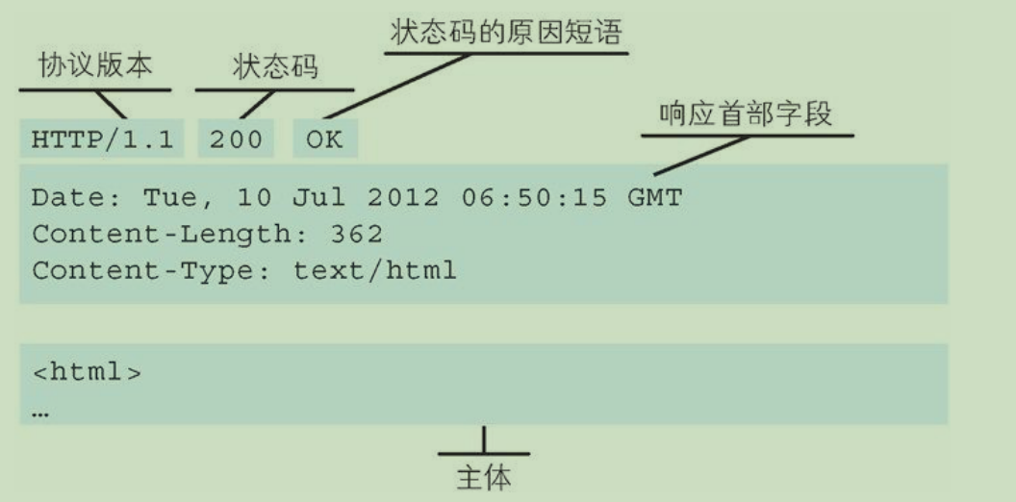 状态码的原因短语
协议版本 状态码
响应首部字段
HTTP/1.1 200 OK
Date: Tue, 10 Jul 2012 06:50:15 GMT
Content-Length: 362
Content-Type: text/html
<html>
…
主体